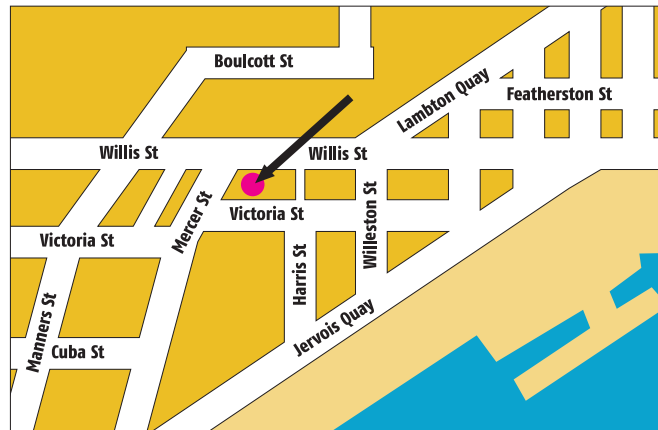 Boulcott St
Lambton Quay
Featherston St
Willis St
Willis St
Mercer St
Victoria St
Willeston St
Victoria St
Harris St
Manners St
Jervois Quay
Cuba St